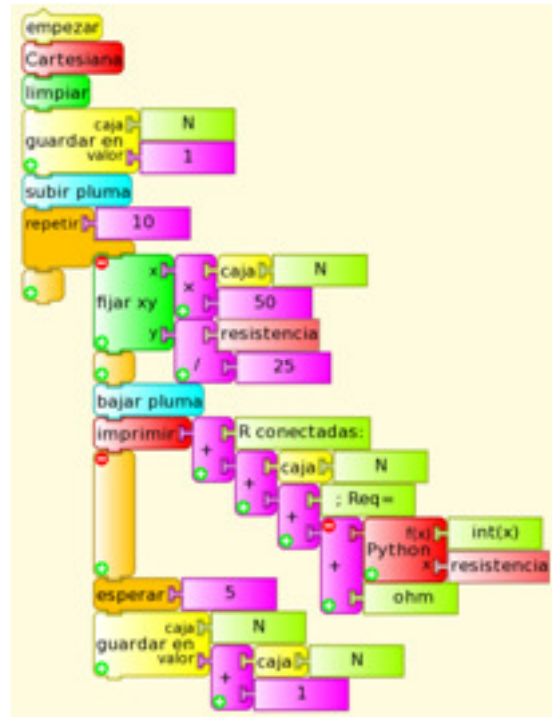 empezar
Cartesiana
limpiar
caja N
guardar en
valor 1
subir pluma
repetir 10
x × caja N
fijar xy 50
y resistencia
/ 25
bajar pluma
imprimir + R conectadas:
+ caja N
+ ; Req=
f(x) int(x)
Python
+ x resistencia
ohm
esperar 5
caja N
guardar en
valor + caja N
1